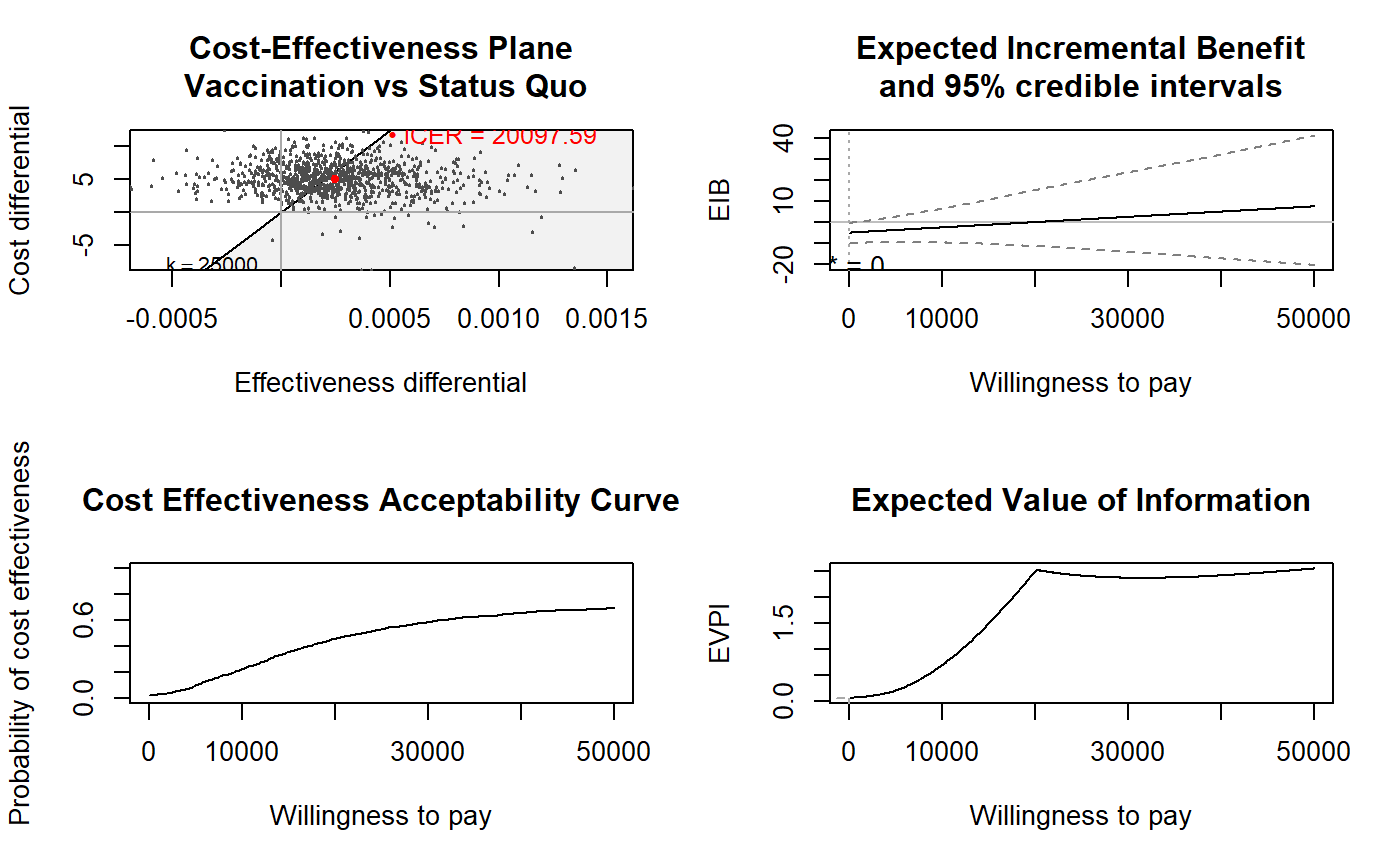 Cost-Effectiveness Plane
Vaccination vs Status Quo
Cost differential
5
-5
ICER = 20097.59
k = 25000
-0.0005 0.0005 0.0010 0.0015
Effectiveness differential
Expected Incremental Benefit
and 95% credible intervals
EIB
40
10
-20
* = 0
0 10000 30000 50000
Willingness to pay
Cost Effectiveness Acceptability Curve
Probability of cost effectiveness
0.6
0.0
0 10000 30000 50000
Willingness to pay
Expected Value of Information
EVPI
1.5
0.0
0 10000 30000 50000
Willingness to pay